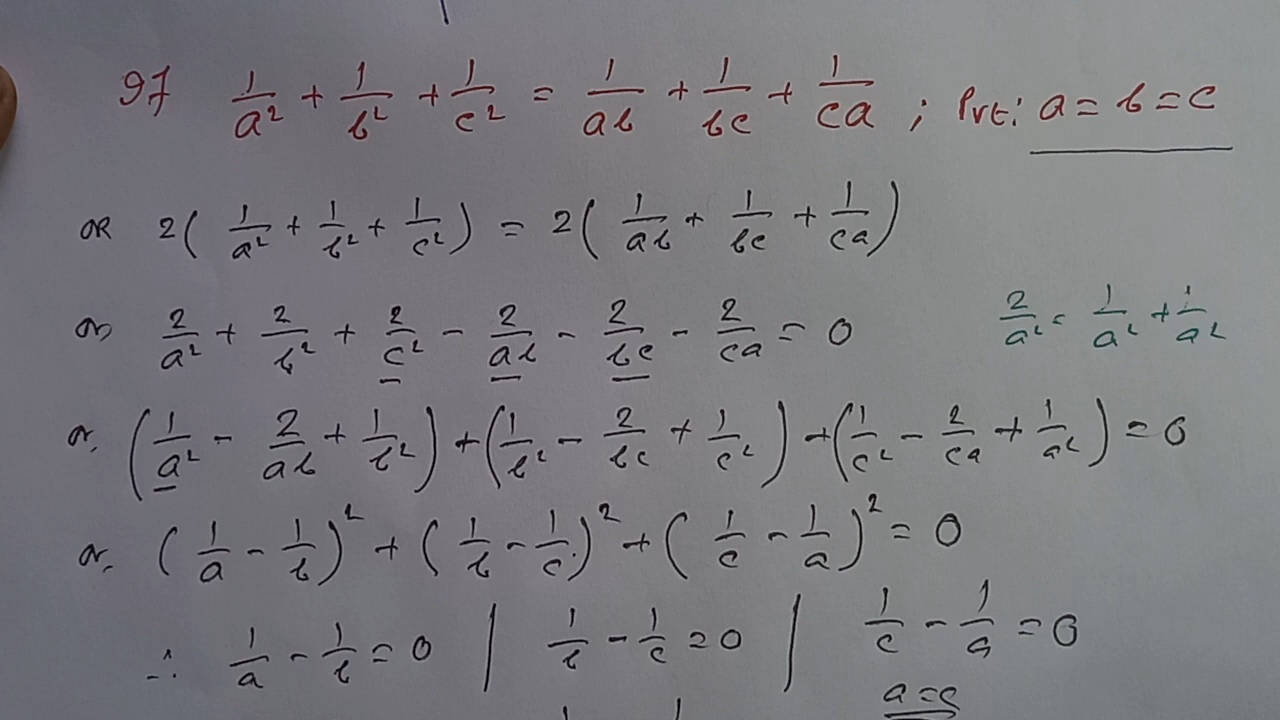 97 1/a² + 1/b² + 1/c² = 1/ab + 1/bc + 1/ca ; Prt: a = b = c
OR 2(1/a² + 1/b² + 1/c²) = 2(1/ab + 1/bc + 1/ca)
or 2/a² + 2/b² + 2/c² - 2/ab - 2/bc - 2/ca = 0
2/a² = 1/a² + 1/a²
or, (1/a² - 2/ab + 1/b²) + (1/b² - 2/bc + 1/c²) + (1/c² - 2/ca + 1/a²) = 0
or, (1/a - 1/b)² + (1/b - 1/c)² + (1/c - 1/a)² = 0
∴ 1/a - 1/b = 0 | 1/b - 1/c = 0 | 1/c - 1/a = 0
a = c